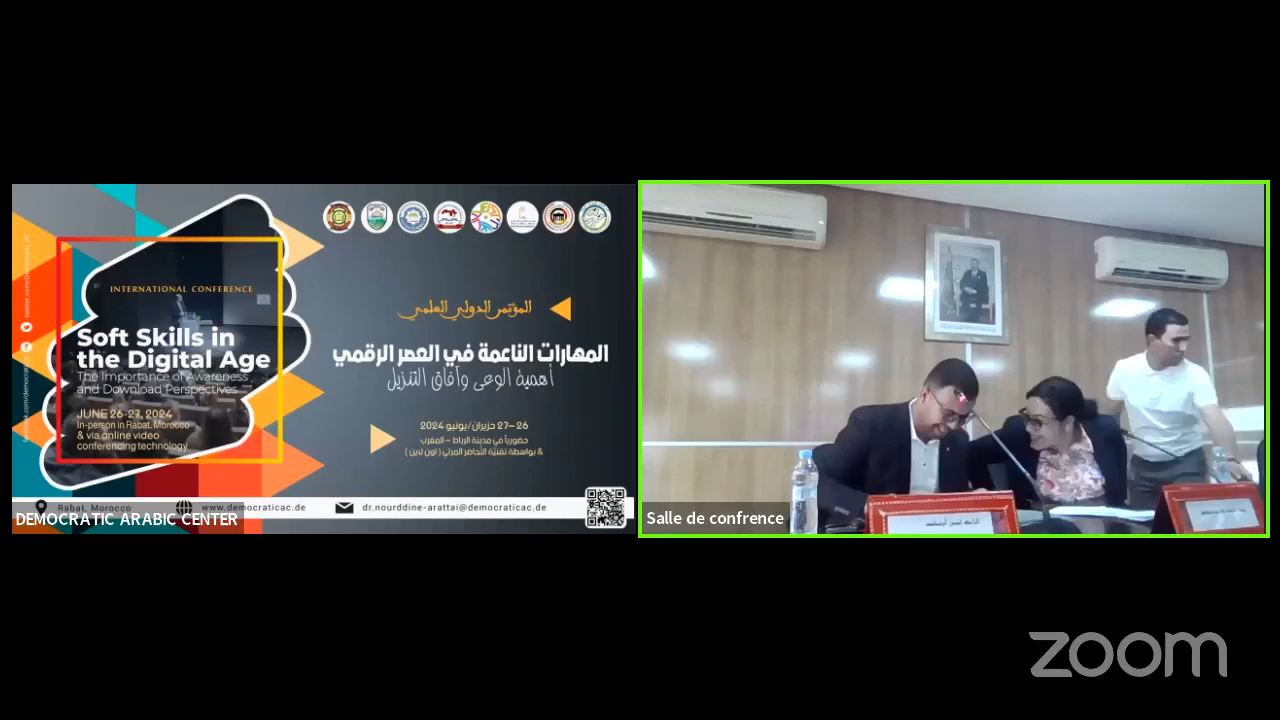 INTERNATIONAL CONFERENCE
Soft Skills in
the Digital Age
The Importance of Awareness
and Download Perspectives
JUNE 26-27, 2024
In-person in Rabat, Morocco
& via online video
conferencing technology
المؤتمر الدولي العلمي
المهارات الناعمة في العصر الرقمي
أهمية الوعي وآفاق التنزيل
26–27 حزيران/يونيو 2024
حضورياً في مدينة الرباط – المغرب
& بواسطة تقنيّة التحاضر المرئي ( اون لاين )
Rabat, Morocco
www.democraticac.de
dr.nourddine-arattai@democraticac.de
DEMOCRATIC ARABIC CENTER
Salle de confrence
zoom